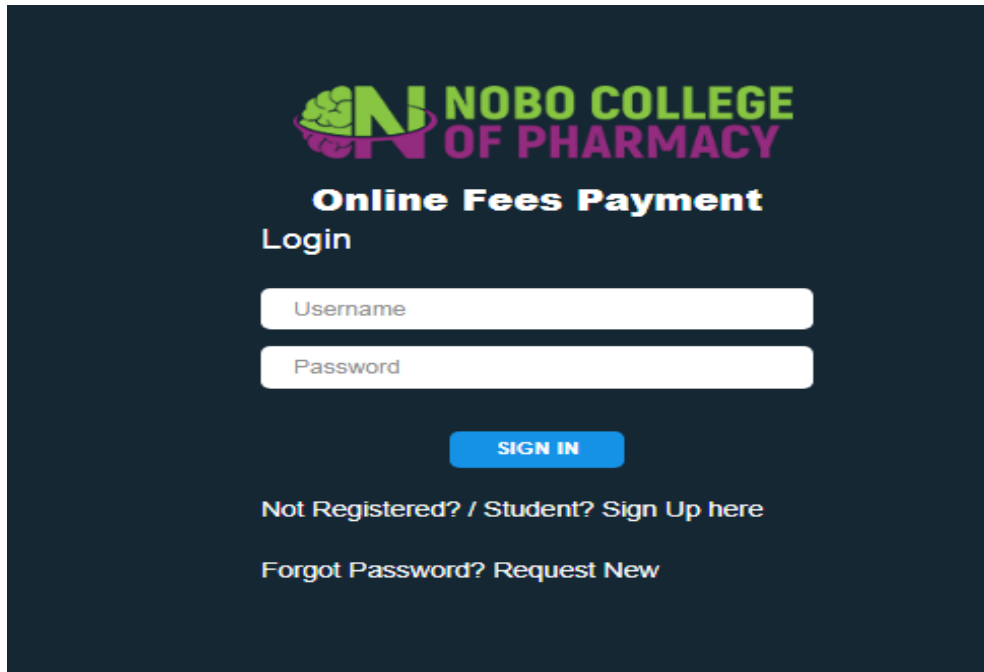 N NOBO COLLEGE
OF PHARMACY
Online Fees Payment
Login
Username
Password
SIGN IN
Not Registered? / Student? Sign Up here
Forgot Password? Request New